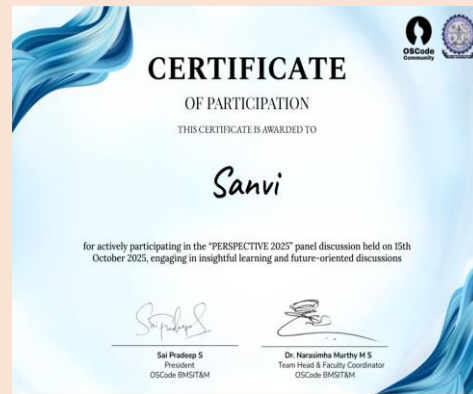 OSCode
Community
CERTIFICATE
OF PARTICIPATION
THIS CERTIFICATE IS AWARDED TO
Sanvi
for actively participating in the "PERSPECTIVE 2025" panel discussion held on 15th
October 2025, engaging in insightful learning and future-oriented discussions
Sai Pradeep S
Sai Pradeep S
Dr. Narasimha Murthy M S
President
Team Head & Faculty Coordinator
OSCode BMSIT&M
OSCode BMSIT&M